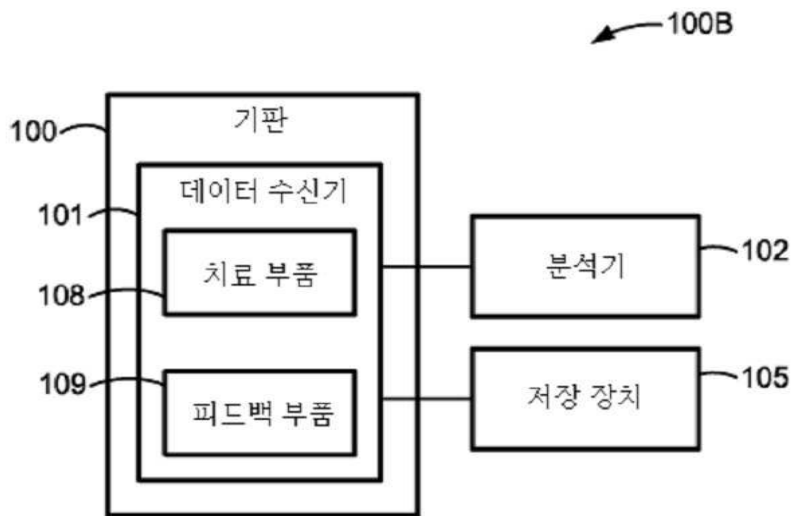 100B
100
기판
101
데이터 수신기
108
치료 부품
109
피드백 부품
분석기
102
저장 장치
105